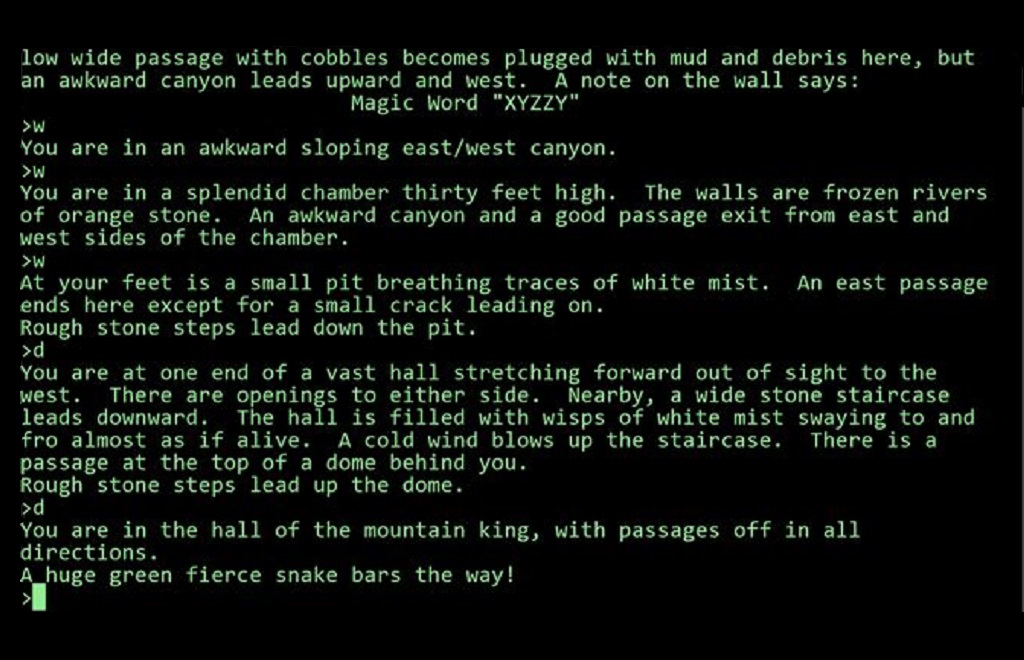 low wide passage with cobbles becomes plugged with mud and debris here, but
an awkward canyon leads upward and west.  A note on the wall says:
Magic Word "XYZZY"
>w
You are in an awkward sloping east/west canyon.
>w
You are in a splendid chamber thirty feet high.  The walls are frozen rivers
of orange stone.  An awkward canyon and a good passage exit from east and
west sides of the chamber.
>w
At your feet is a small pit breathing traces of white mist.  An east passage
ends here except for a small crack leading on.
Rough stone steps lead down the pit.
>d
You are at one end of a vast hall stretching forward out of sight to the
west.  There are openings to either side.  Nearby, a wide stone staircase
leads downward.  The hall is filled with wisps of white mist swaying to and
fro almost as if alive.  A cold wind blows up the staircase.  There is a
passage at the top of a dome behind you.
Rough stone steps lead up the dome.
>d
You are in the hall of the mountain king, with passages off in all
directions.
A huge green fierce snake bars the way!
>